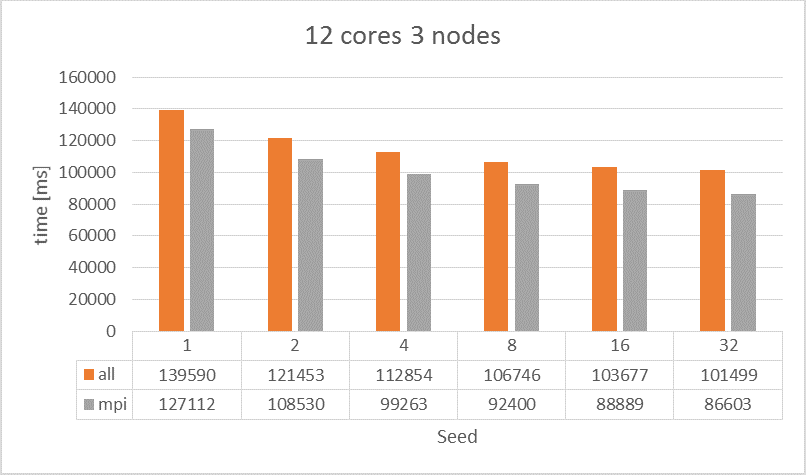 12 cores 3 nodes
160000
140000
120000
100000
80000
60000
40000
20000
0
time [ms]
1 2 4 8 16 32
all 139590 121453 112854 106746 103677 101499
mpi 127112 108530 99263 92400 88889 86603
Seed